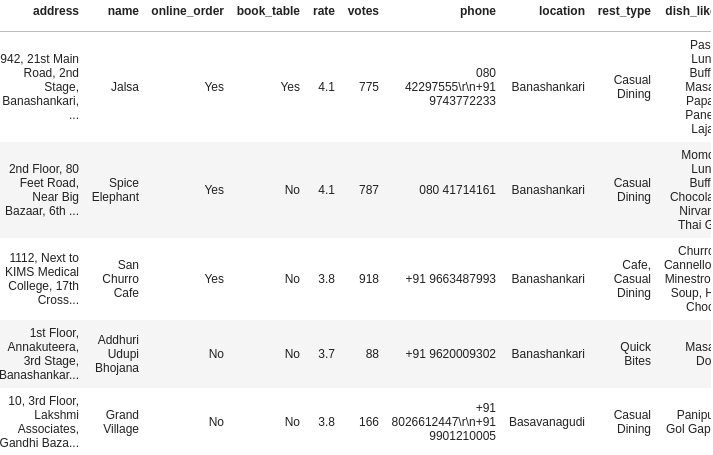 address name online_order book_table rate votes phone location rest_type dish_like
942, 21st Main
Road, 2nd
Stage,
Banashankari,
...
Jalsa Yes Yes 4.1 775
080
42297555\r\n+91
9743772233
Banashankari
Casual
Dining
Pas
Lun
Buff
Masa
Papa
Pane
Laja
2nd Floor, 80
Feet Road,
Near Big
Bazaar, 6th ...
Spice
Elephant
Yes No 4.1 787 080 41714161 Banashankari
Casual
Dining
Momo
Lun
Buff
Chocola
Nirvan
Thai G
1112, Next to
KIMS Medical
College, 17th
Cross...
San
Churro
Cafe
Yes No 3.8 918 +91 9663487993 Banashankari
Cafe,
Casual
Dining
Churro
Cannello
Minestro
Soup, H
Choc
1st Floor,
Annakuteera,
3rd Stage,
Banashankar...
Addhuri
Udupi
Bhojana
No No 3.7 88 +91 9620009302 Banashankari
Quick
Bites
Masa
Do
10, 3rd Floor,
Lakshmi
Associates,
Gandhi Baza...
Grand
Village
No No 3.8 166
+91
8026612447\r\n+91
9901210005
Basavanagudi
Casual
Dining
Panipu
Gol Gap